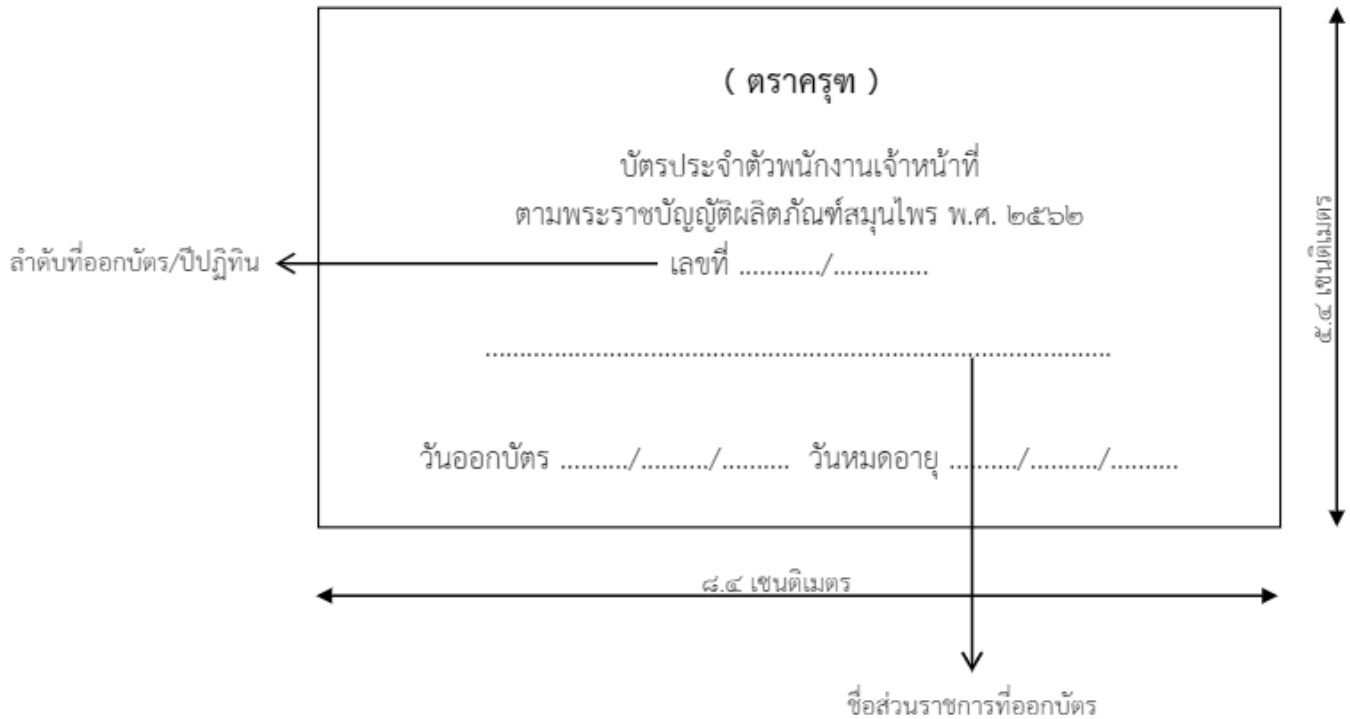 ( ตราครุฑ )
บัตรประจำตัวพนักงานเจ้าหน้าที่
ตามพระราชบัญญัติผลิตภัณฑ์สมุนไพร พ.ศ. ๒๕๖๒
ลำดับที่ออกบัตร/ปีปฏิทิน
เลขที่ ............/..............
............................................................................................
วันออกบัตร ........../........../.......... วันหมดอายุ ........../........../..........
๕.๔ เซนติเมตร
๘.๔ เซนติเมตร
ชื่อส่วนราชการที่ออกบัตร